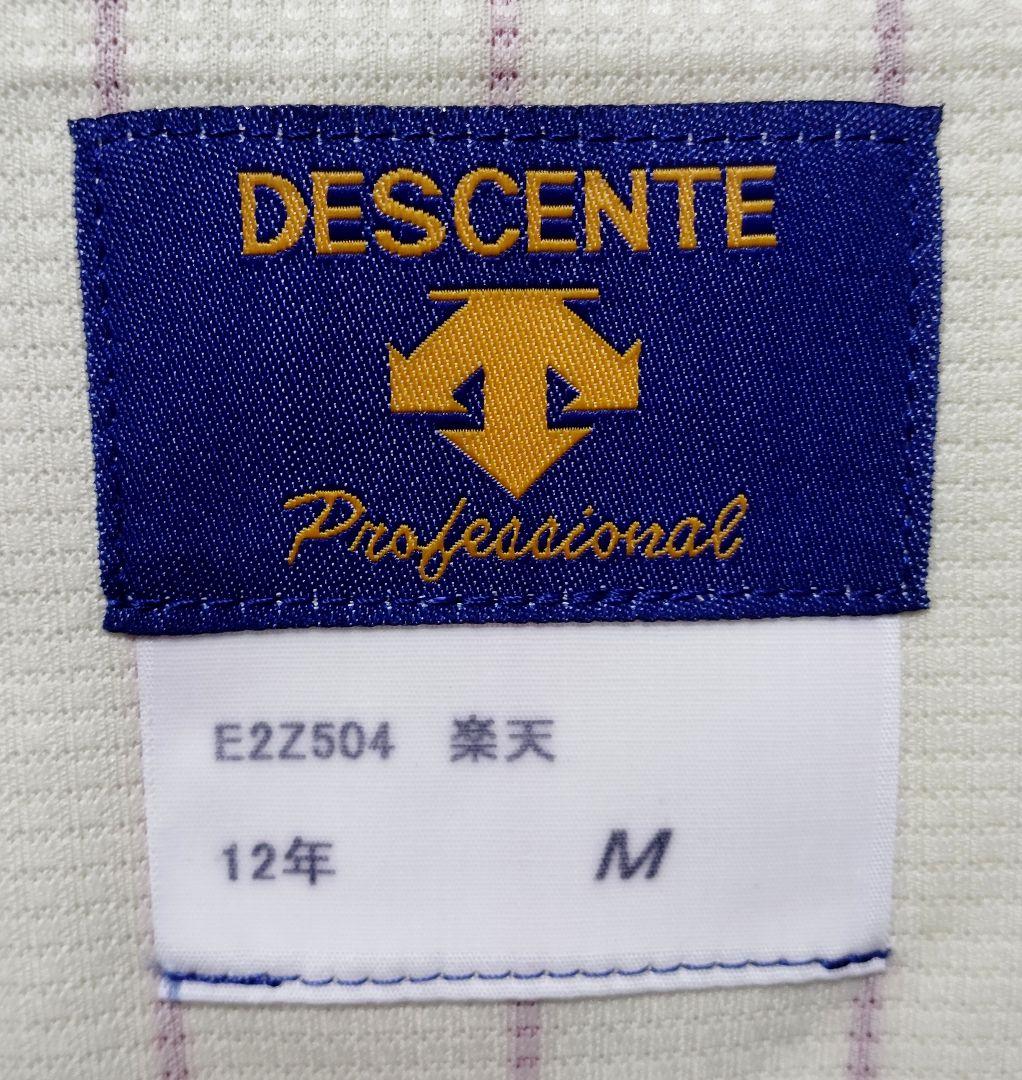 DESCENTE
Professional
E2Z504 楽天
12年 M